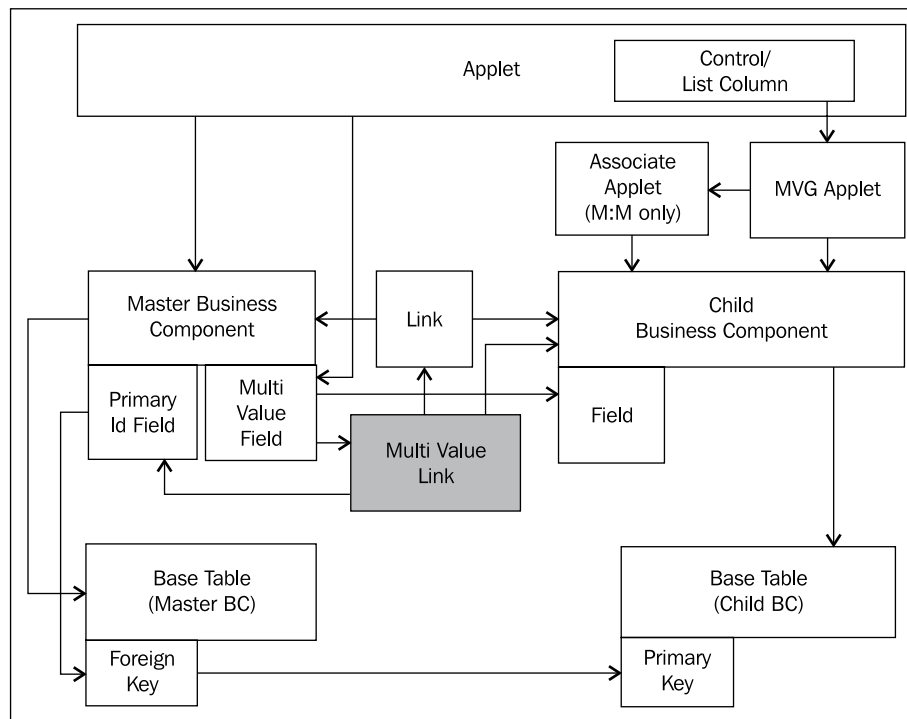 Applet
Control/
List Column
Associate
Applet
(M:M only)
MVG Applet
Master Business
Component
Link
Child
Business Component
Primary
Id Field
Multi
Value
Field
Multi Value
Link
Field
Base Table
(Master BC)
Base Table
(Child BC)
Foreign
Key
Primary
Key